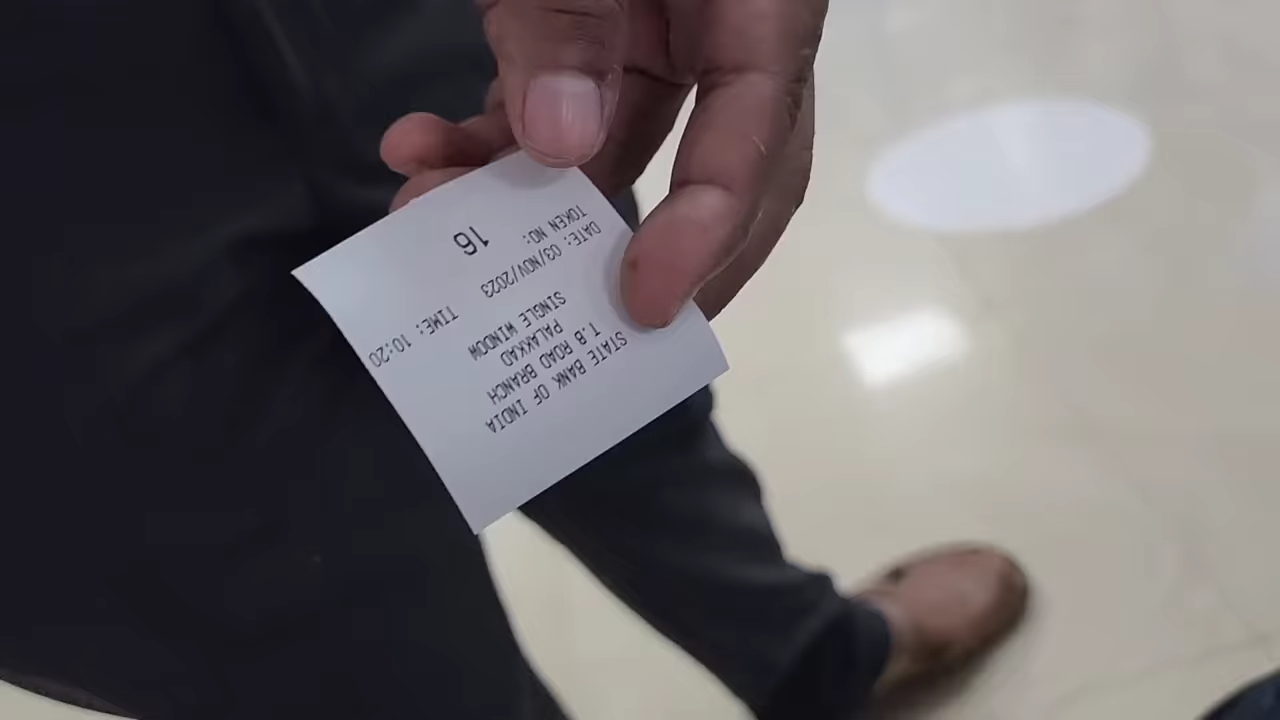 STATE BANK OF INDIA
T.B ROAD BRANCH
PALAKKAD
SINGLE WINDOW
DATE: 03/NOV/2023 TIME: 10:20
TOKEN NO: 16